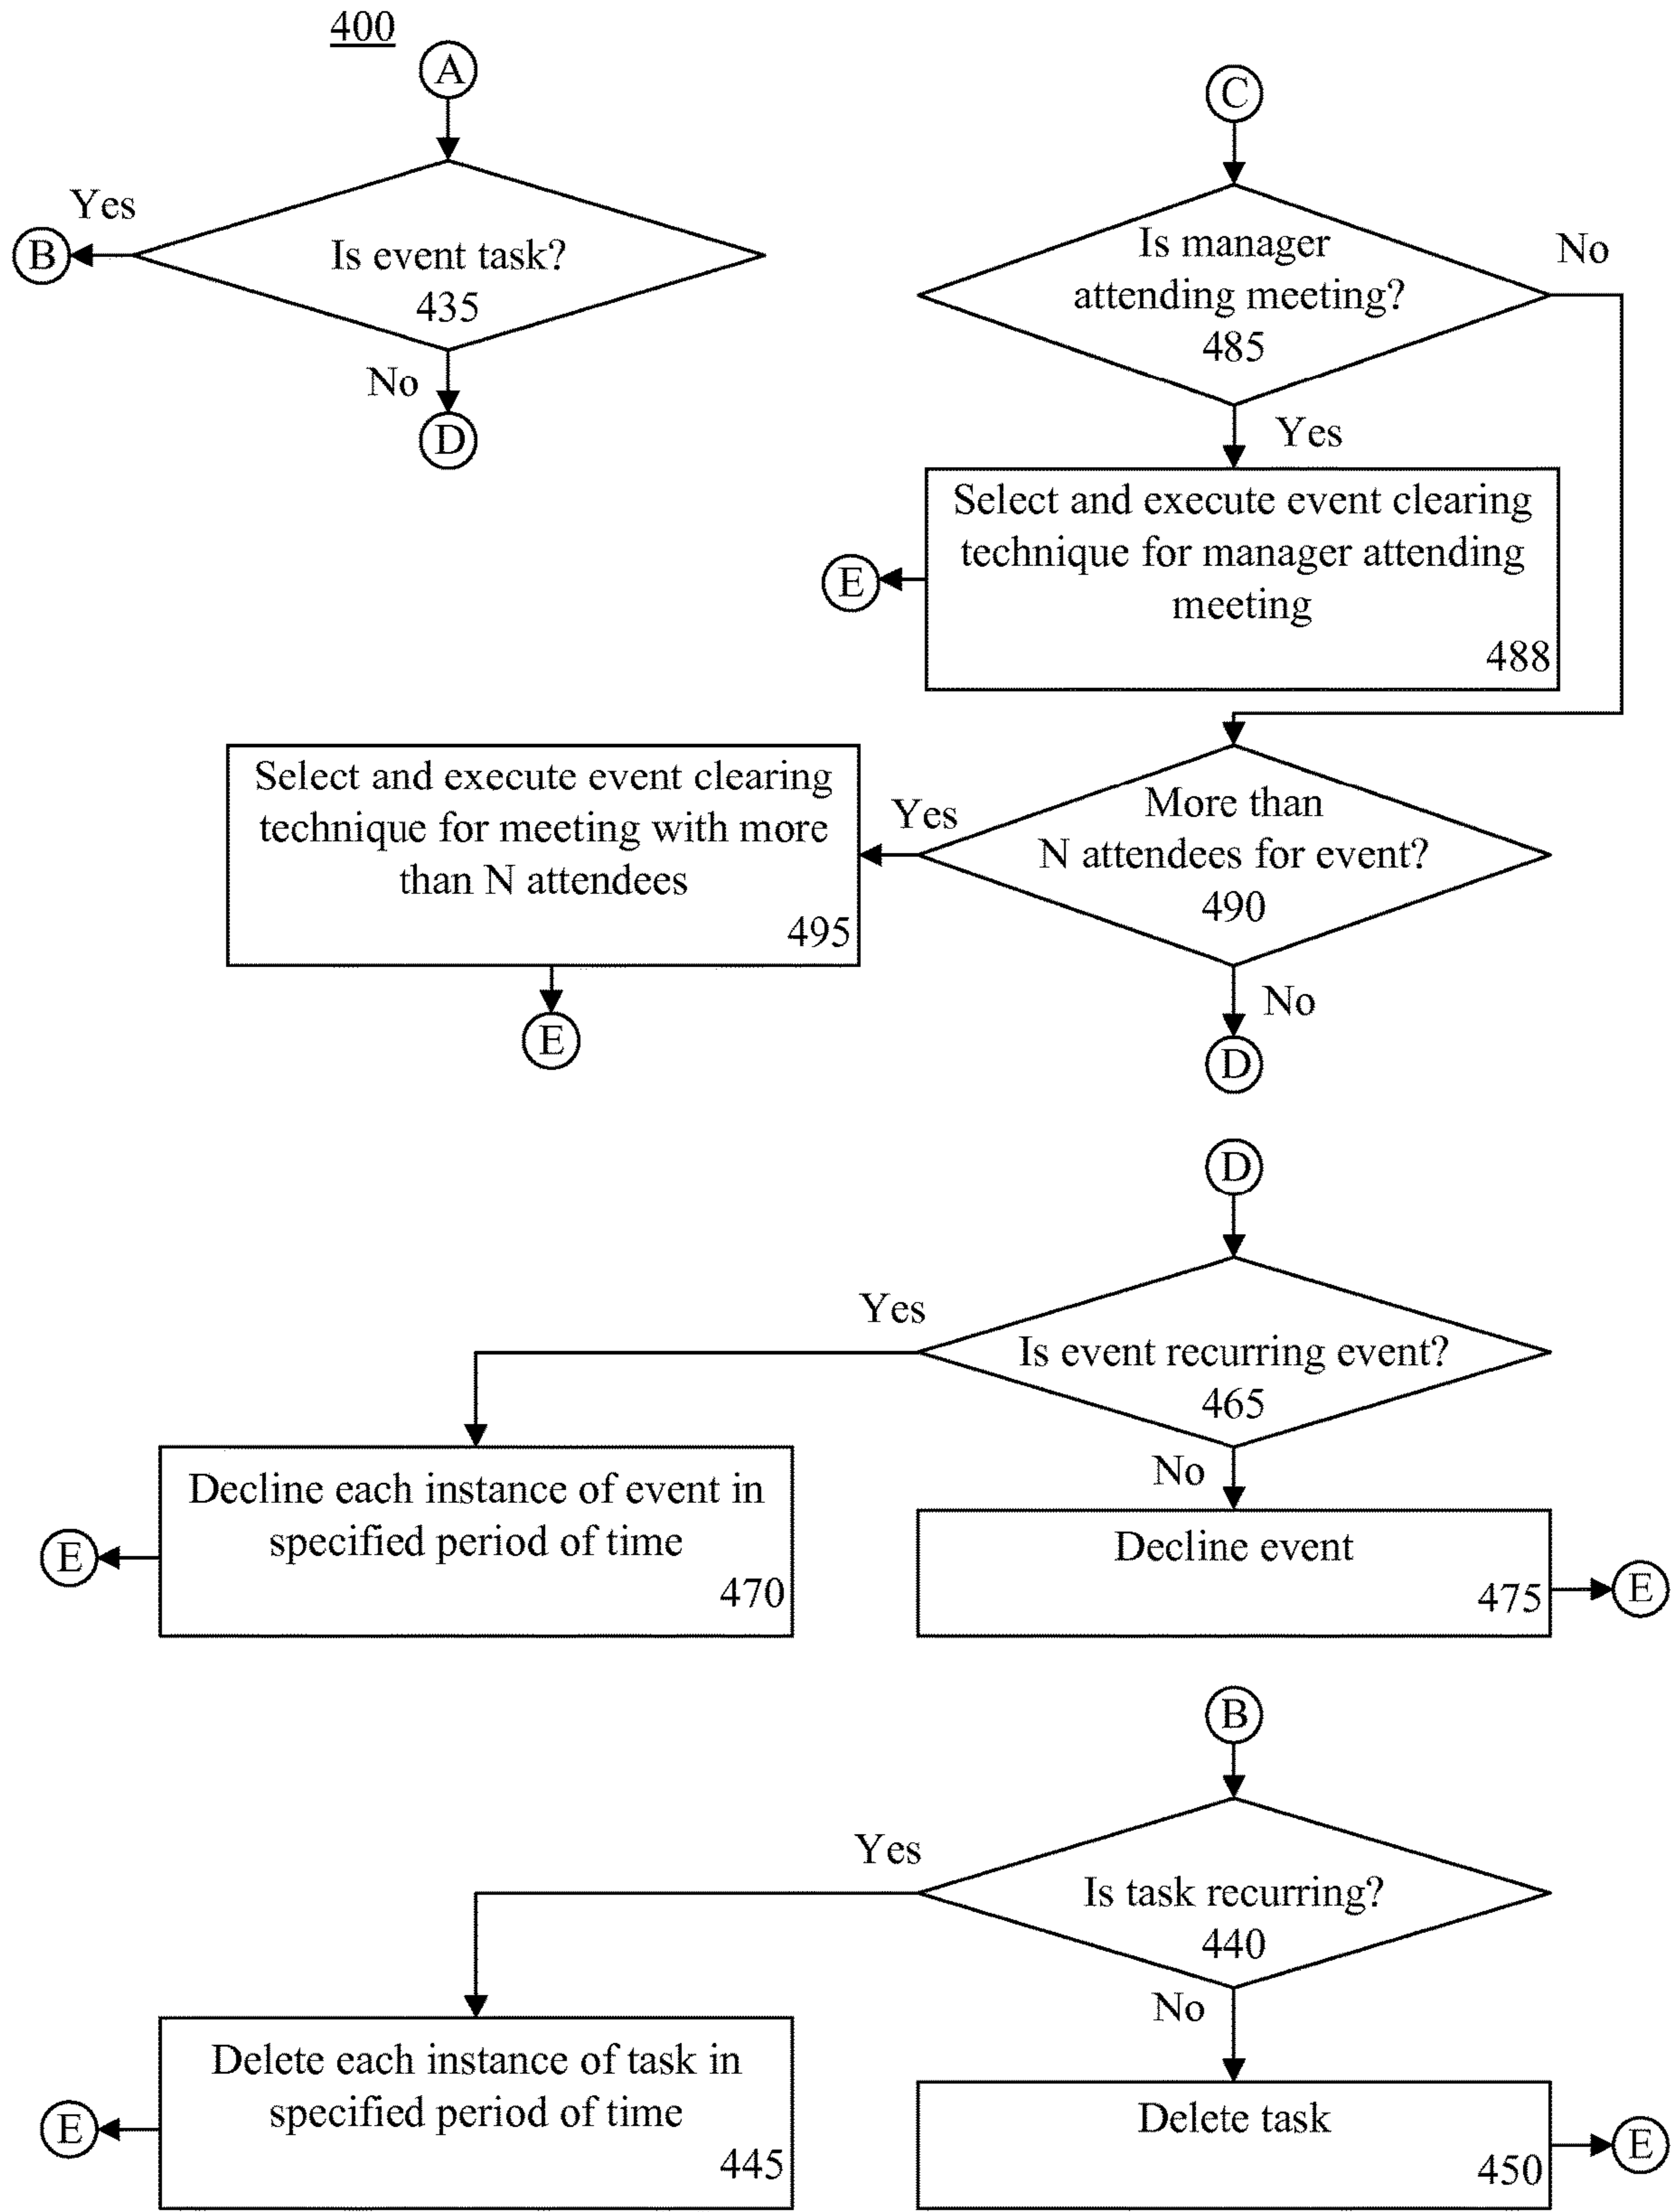 400
A
Yes
B
Is event task?
435
No
D
C
Is manager
attending meeting?
485
No
Yes
Select and execute event clearing
technique for manager attending
meeting
488
E
More than
N attendees for event?
490
Yes
Select and execute event clearing
technique for meeting with more
than N attendees
495
E
No
D
D
Is event recurring event?
465
Yes
Decline each instance of event in
specified period of time
470
E
No
Decline event
475
E
B
Is task recurring?
440
Yes
Delete each instance of task in
specified period of time
445
E
No
Delete task
450
E